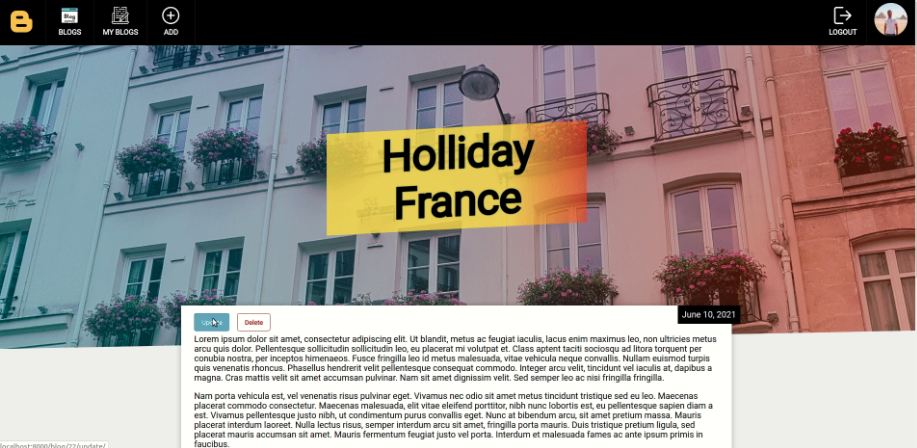 Blog
BLOGS
MY BLOGS
ADD
LOGOUT
Holliday
France
June 10, 2021
Update
Delete
Lorem ipsum dolor sit amet, consectetur adipiscing elit. Ut blandit, metus ac feugiat iaculis, lacus enim maximus leo, non ultricies metus
arcu quis dolor. Pellentesque sollicitudin sollicitudin leo, eu placerat mi volutpat et. Class aptent taciti sociosqu ad litora torquent per
conubia nostra, per inceptos himenaeos. Fusce fringilla leo id metus malesuada, vitae vehicula neque convallis. Nullam euismod turpis
quis venenatis rhoncus. Phasellus hendrerit velit pellentesque consequat commodo. Integer arcu velit, tincidunt vel iaculis at, dapibus a
magna. Cras mattis velit sit amet accumsan pulvinar. Nam sit amet dignissim velit. Sed semper leo ac nisi fringilla fringilla.
Nam porta vehicula est, vel venenatis risus pulvinar eget. Vivamus nec odio sit amet metus tincidunt tristique sed eu leo. Maecenas
placerat commodo consectetur. Maecenas malesuada, elit vitae eleifend porttitor, nibh nunc lobortis est, eu pellentesque sapien diam a
est. Vivamus pellentesque justo nibh, ut condimentum purus convallis eget. Nunc at bibendum arcu, sit amet pretium massa. Mauris
placerat interdum laoreet. Nulla lectus risus, semper interdum arcu sit amet, fringilla porta mauris. Duis tristique pretium ligula, sed
placerat mauris accumsan sit amet. Mauris fermentum feugiat justo vel porta. Interdum et malesuada fames ac ante ipsum primis in
faucibus.
localhost:8000/blog/22/update/